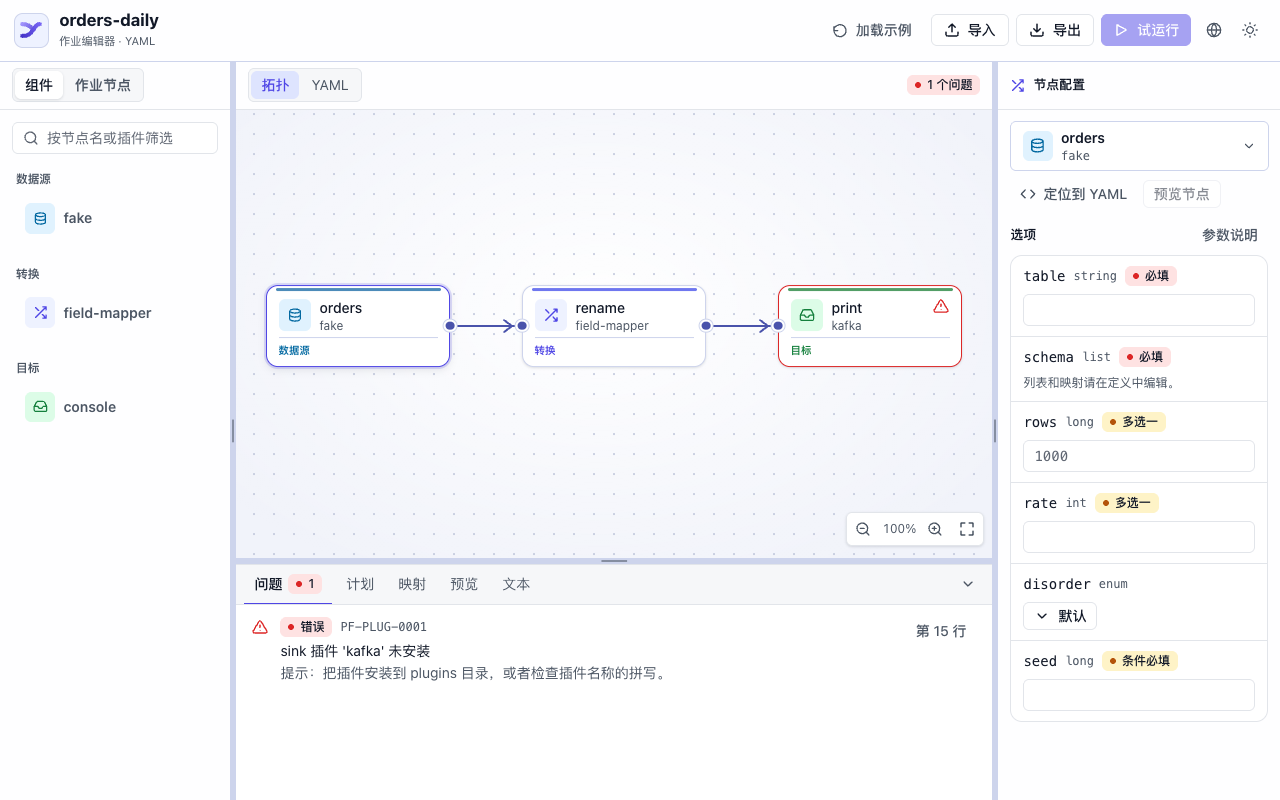 orders-daily
作业编辑器 · YAML
加载示例
导入
导出
试运行
组件
作业节点
按节点名或插件筛选
数据源
fake
转换
field-mapper
目标
console
拓扑
YAML
1 个问题
orders
fake
数据源
rename
field-mapper
转换
print
kafka
目标
100%
问题
1
计划
映射
预览
文本
错误
PF-PLUG-0001
第 15 行
sink 插件 'kafka' 未安装
提示：把插件安装到 plugins 目录，或者检查插件名称的拼写。
节点配置
orders
fake
定位到 YAML
预览节点
选项
参数说明
table string 必填
schema list 必填
列表和映射请在定义中编辑。
rows long 多选一
1000
rate int 多选一
disorder enum
默认
seed long 条件必填